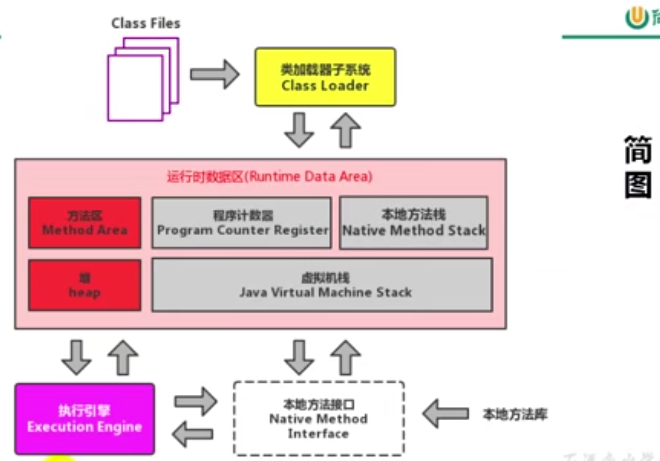 Class Files
类加载器子系统
Class Loader
简
图
运行时数据区(Runtime Data Area)
方法区
Method Area
程序计数器
Program Counter Register
本地方法栈
Native Method Stack
堆
heap
虚拟机栈
Java Virtual Machine Stack
执行引擎
Execution Engine
本地方法接口
Native Method
Interface
本地方法库